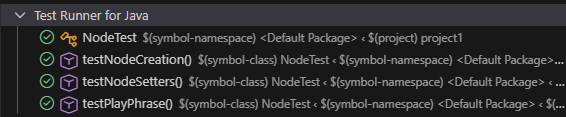 Test Runner for Java
NodeTest $(symbol-namespace) <Default Package> < $(project) project1
testNodeCreation() $(symbol-class) NodeTest < $(symbol-namespace) <Default Package>...
testNodeSetters() $(symbol-class) NodeTest < $(symbol-namespace) <Default Package> < ...
testPlayPhrase() $(symbol-class) NodeTest < $(symbol-namespace) <Default Package> < $(...